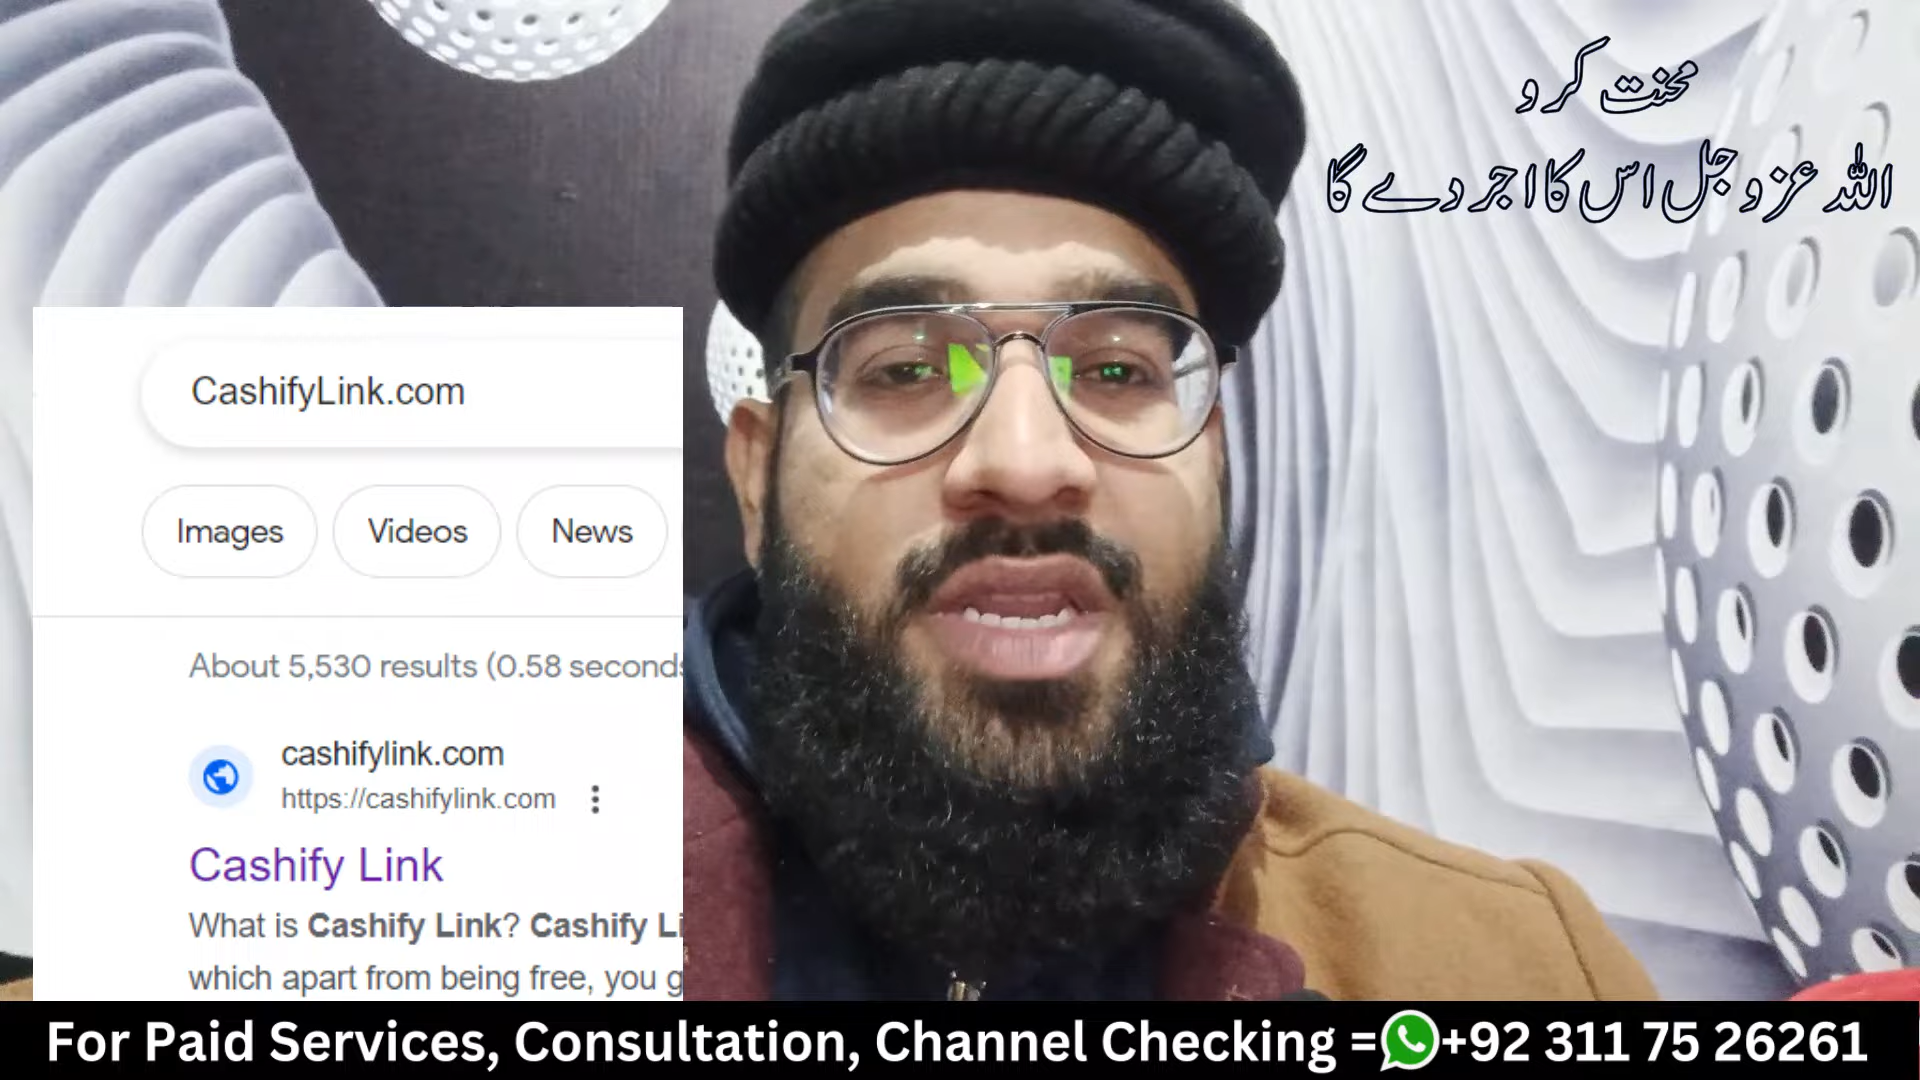 محنت کرو
اللہ عزوجل اس کا اجر دے گا
CashifyLink.com
Images
Videos
News
About 5,530 results (0.58 seconds
cashifylink.com
https://cashifylink.com
Cashify Link
What is Cashify Link? Cashify Li
which apart from being free, you g
For Paid Services, Consultation, Channel Checking = +92 311 75 26261